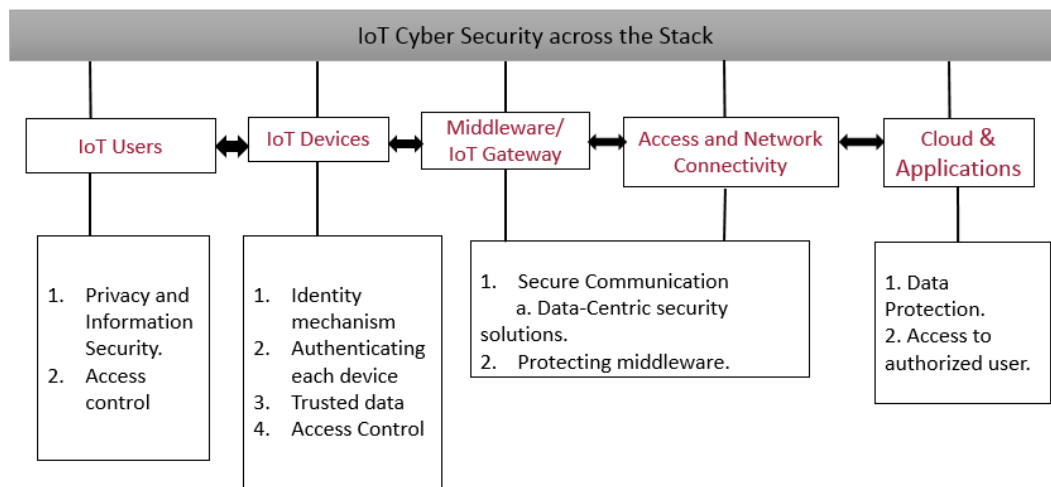 IoT Cyber Security across the Stack
IoT Users
IoT Devices
Middleware/
IoT Gateway
Access and Network
Connectivity
Cloud &
Applications
1. Privacy and
Information
Security.
2. Access
control
1. Identity
mechanism
2. Authenticating
each device
3. Trusted data
4. Access Control
1. Secure Communication
a. Data-Centric security
solutions.
2. Protecting middleware.
1. Data
Protection.
2. Access to
authorized user.